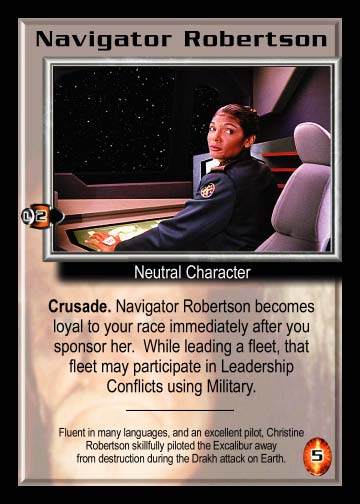 Navigator Robertson
L 2
Neutral Character
Crusade. Navigator Robertson becomes
loyal to your race immediately after you
sponsor her. While leading a fleet, that
fleet may participate in Leadership
Conflicts using Military.
Fluent in many languages, and an excellent pilot, Christine
Robertson skillfully piloted the Excalibur away
from destruction during the Drakh attack on Earth.
5